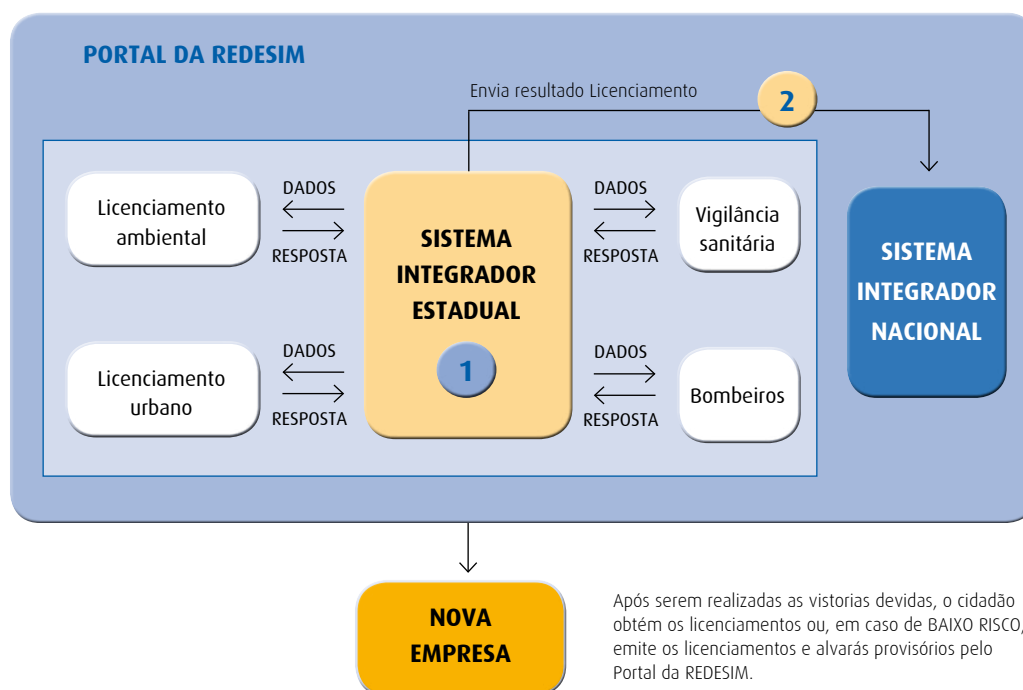 PORTAL DA REDESIM
Envia resultado Licenciamento
2
Licenciamento
ambiental
DADOS
RESPOSTA
SISTEMA
INTEGRADOR
ESTADUAL
1
DADOS
RESPOSTA
Vigilância
sanitária
Licenciamento
urbano
DADOS
RESPOSTA
DADOS
RESPOSTA
Bombeiros
SISTEMA
INTEGRADOR
NACIONAL
NOVA
EMPRESA
Após serem realizadas as vistorias devidas, o cidadão
obtém os licenciamentos ou, em caso de BAIXO RISCO,
emite os licenciamentos e alvarás provisórios pelo
Portal da REDESIM.